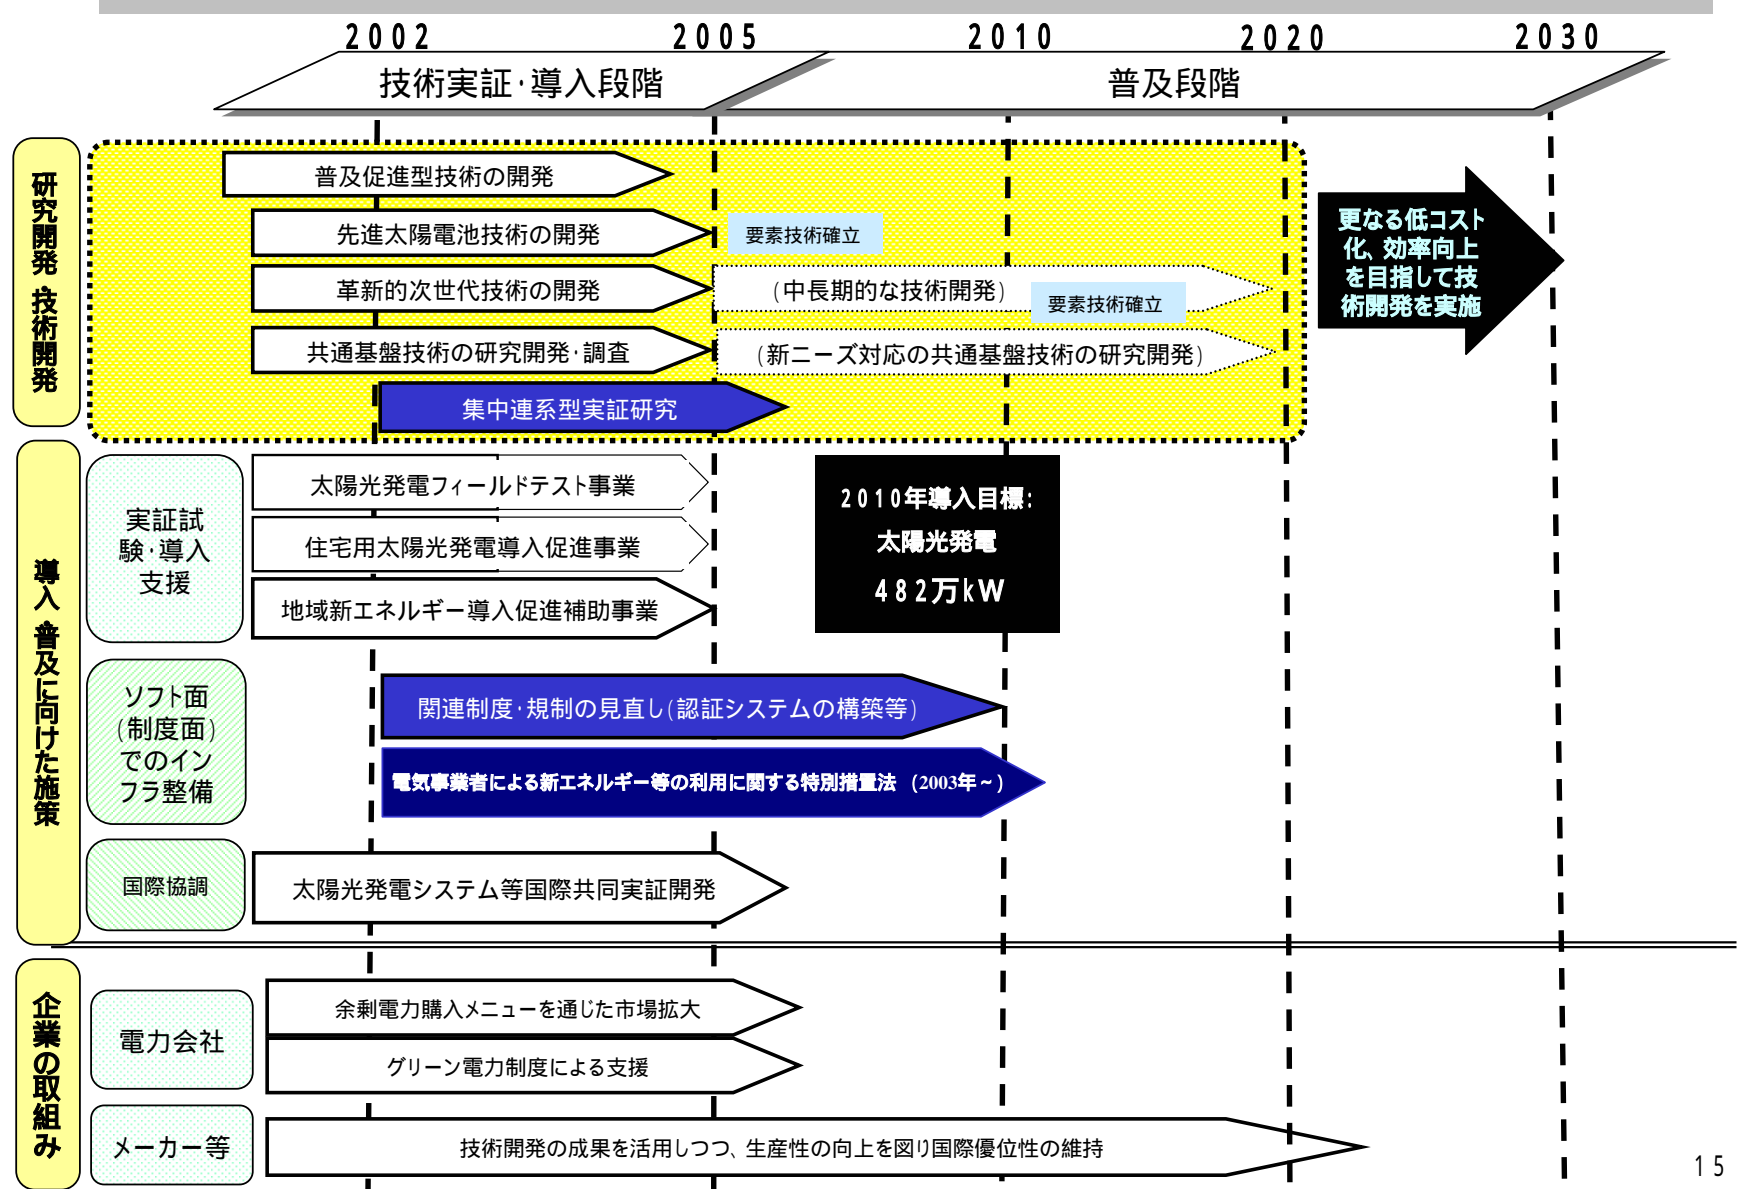 2002 2005 2010 2020 2030
技術実証・導入段階 普及段階
研究開発・技術開発
普及促進型技術の開発
先進太陽電池技術の開発
要素技術確立
革新的次世代技術の開発
(中長期的な技術開発)
要素技術確立
共通基盤技術の研究開発・調査
(新ニーズ対応の共通基盤技術の研究開発)
集中連系型実証研究
更なる低コスト
化、効率向上
を目指して技
術開発を実施
導入・普及に向けた施策
実証試
験・導入
支援
太陽光発電フィールドテスト事業
住宅用太陽光発電導入促進事業
地域新エネルギー導入促進補助事業
2010年導入目標:
太陽光発電
482万kW
ソフト面
(制度面)
でのイン
フラ整備
関連制度・規制の見直し(認証システムの構築等)
電気事業者による新エネルギー等の利用に関する特別措置法 (2003年~)
国際協調
太陽光発電システム等国際共同実証開発
企業の取組み
電力会社
余剰電力購入メニューを通じた市場拡大
グリーン電力制度による支援
メーカー等
技術開発の成果を活用しつつ、生産性の向上を図り国際優位性の維持
15